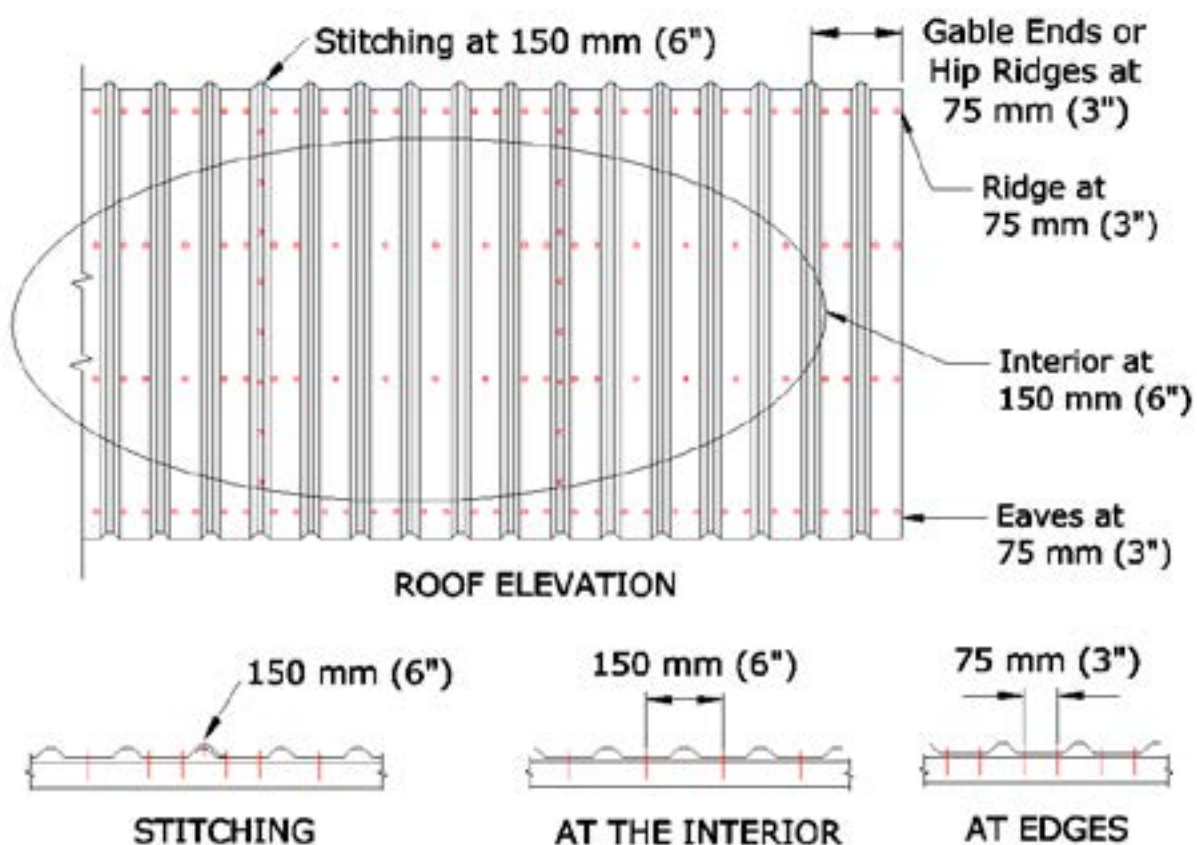 Stitching at 150 mm (6")
Gable Ends or
Hip Ridges at
75 mm (3")
Ridge at
75 mm (3")
Interior at
150 mm (6")
Eaves at
75 mm (3")
ROOF ELEVATION
150 mm (6")
150 mm (6")
75 mm (3")
STITCHING
AT THE INTERIOR
AT EDGES